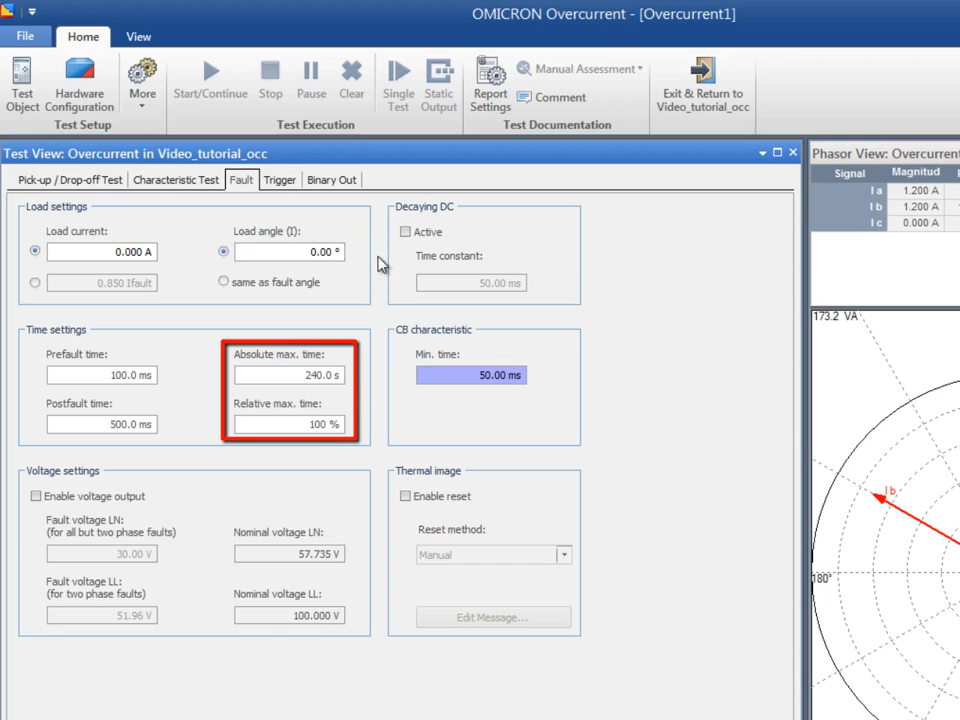 OMICRON Overcurrent - [Overcurrent1]
File
Home
View
Test Object
Hardware Configuration
More
Test Setup
Start/Continue
Stop
Pause
Clear
Single Test
Static Output
Test Execution
Report Settings
Manual Assessment
Comment
Test Documentation
Exit & Return to
Video_tutorial_occ
Test View: Overcurrent in Video_tutorial_occ
Pick-up / Drop-off Test
Characteristic Test
Fault
Trigger
Binary Out
Load settings
Load current:
0.000 A
0.850 Ifault
Load angle (I):
0.00 °
same as fault angle
Decaying DC
Active
Time constant:
50.00 ms
Time settings
Prefault time:
100.0 ms
Postfault time:
500.0 ms
Absolute max. time:
240.0 s
Relative max. time:
100 %
CB characteristic
Min. time:
50.00 ms
Voltage settings
Enable voltage output
Fault voltage LN:
(for all but two phase faults)
30.00 V
Nominal voltage LN:
57.735 V
Fault voltage LL:
(for two phase faults)
51.96 V
Nominal voltage LL:
100.000 V
Thermal image
Enable reset
Reset method:
Manual
Edit Message...
Phasor View: Overcurrent
Signal Magnitud
I a 1.200 A
I b 1.200 A
I c 0.000 A
173.2 VA
I b
180°